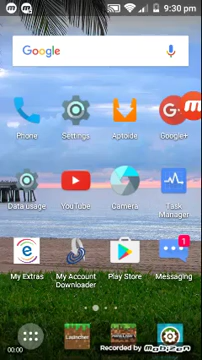 9:30 pm
Google
Phone
Settings
Aptoide
Google+
Data usage
YouTube
Camera
Task
Manager
1
My Extras
My Account
Downloader
Play Store
Messaging
Launcher
00:00
Recorded by Mobizen